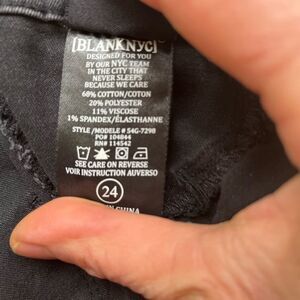 [BLANKNYC]
DESIGNED FOR YOU
BY OUR NYC TEAM
IN THE CITY THAT
NEVER SLEEPS
BECAUSE WE CARE
68% COTTON/COTON
20% POLYESTER
11% VISCOSE
1% SPANDEX/ÉLASTHANNE
STYLE/MODELE # 54G-7298
PO# 104844
RN# 114542
SEE CARE ON REVERSE
VOIR INSTRUCTION AUVERSO
24
CHINA